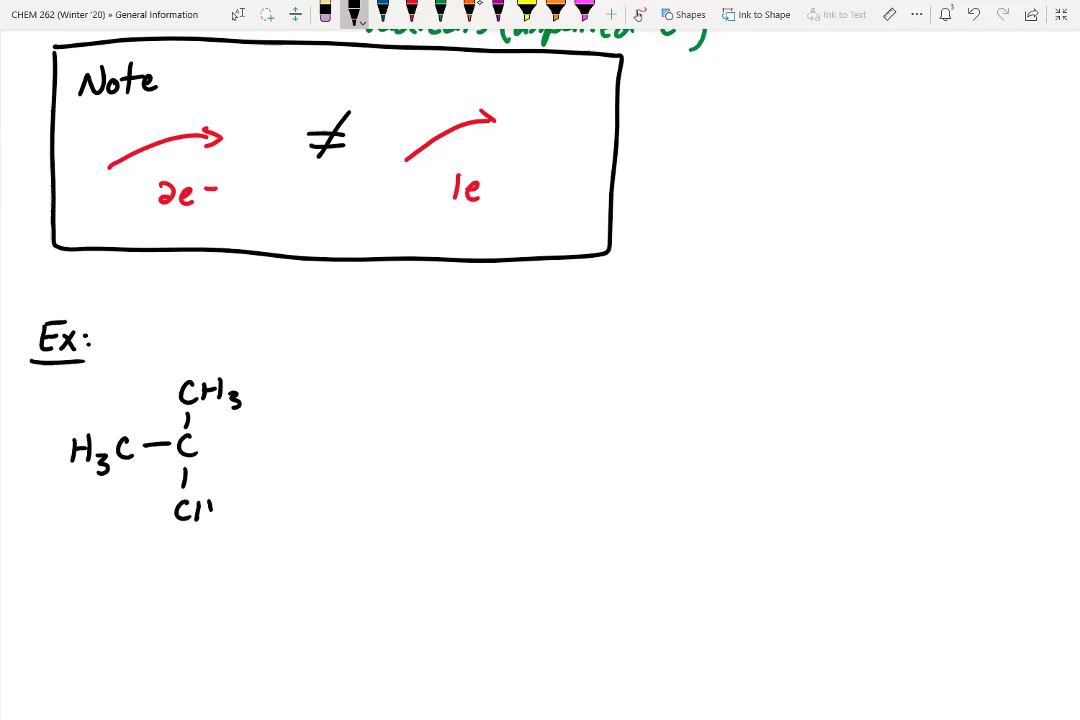 CHEM 262 (Winter '20) » General Information
Shapes
Ink to Shape
Ink to Text
3
Note
≠
2e - 1e
Ex:
CH3
H3C - C